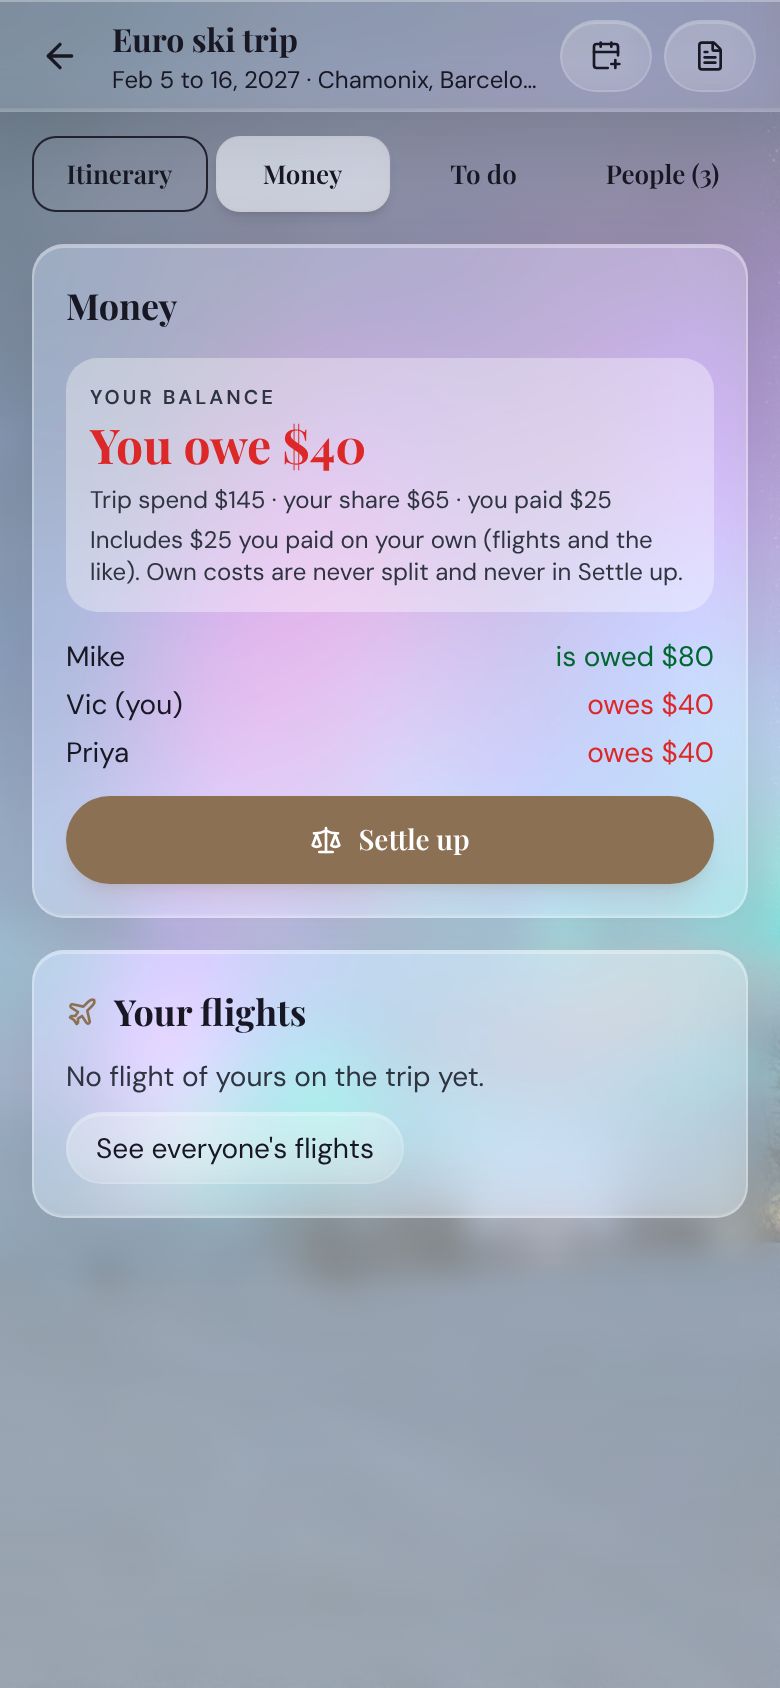 Euro ski trip
Feb 5 to 16, 2027 · Chamonix, Barcelo...
Itinerary
Money
To do
People (3)
Money
YOUR BALANCE
You owe $40
Trip spend $145 · your share $65 · you paid $25
Includes $25 you paid on your own (flights and the
like). Own costs are never split and never in Settle up.
Mike is owed $80
Vic (you) owes $40
Priya owes $40
Settle up
Your flights
No flight of yours on the trip yet.
See everyone's flights